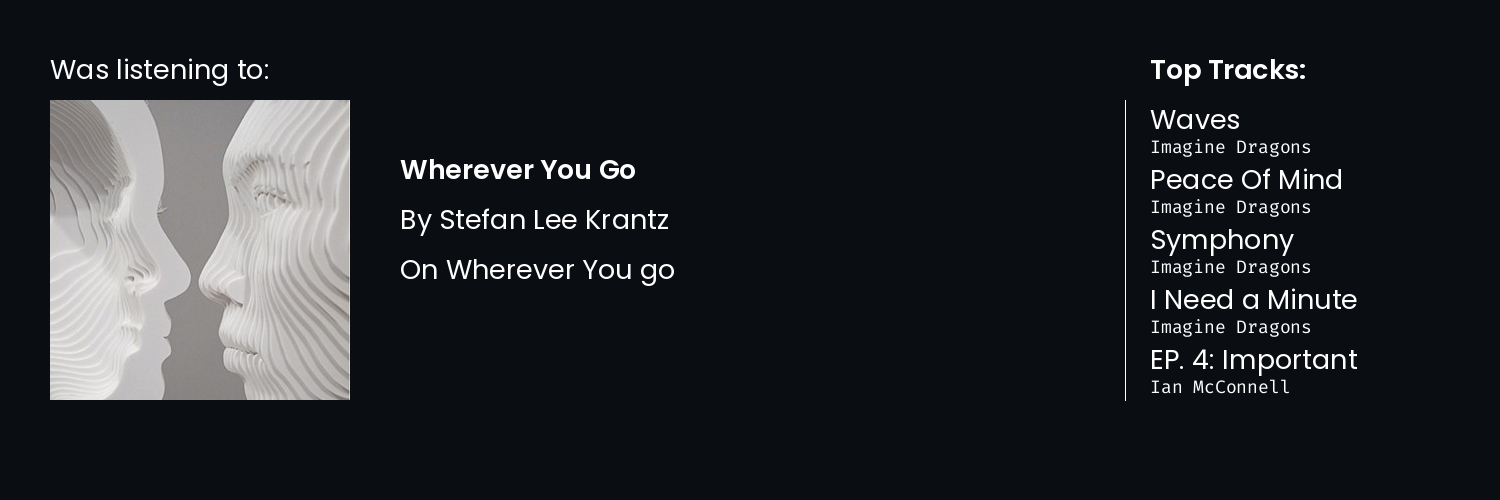 Was listening to:
Wherever You Go
By Stefan Lee Krantz
On Wherever You go
Top Tracks:
Waves
Imagine Dragons
Peace Of Mind
Imagine Dragons
Symphony
Imagine Dragons
I Need a Minute
Imagine Dragons
EP. 4: Important
Ian McConnell